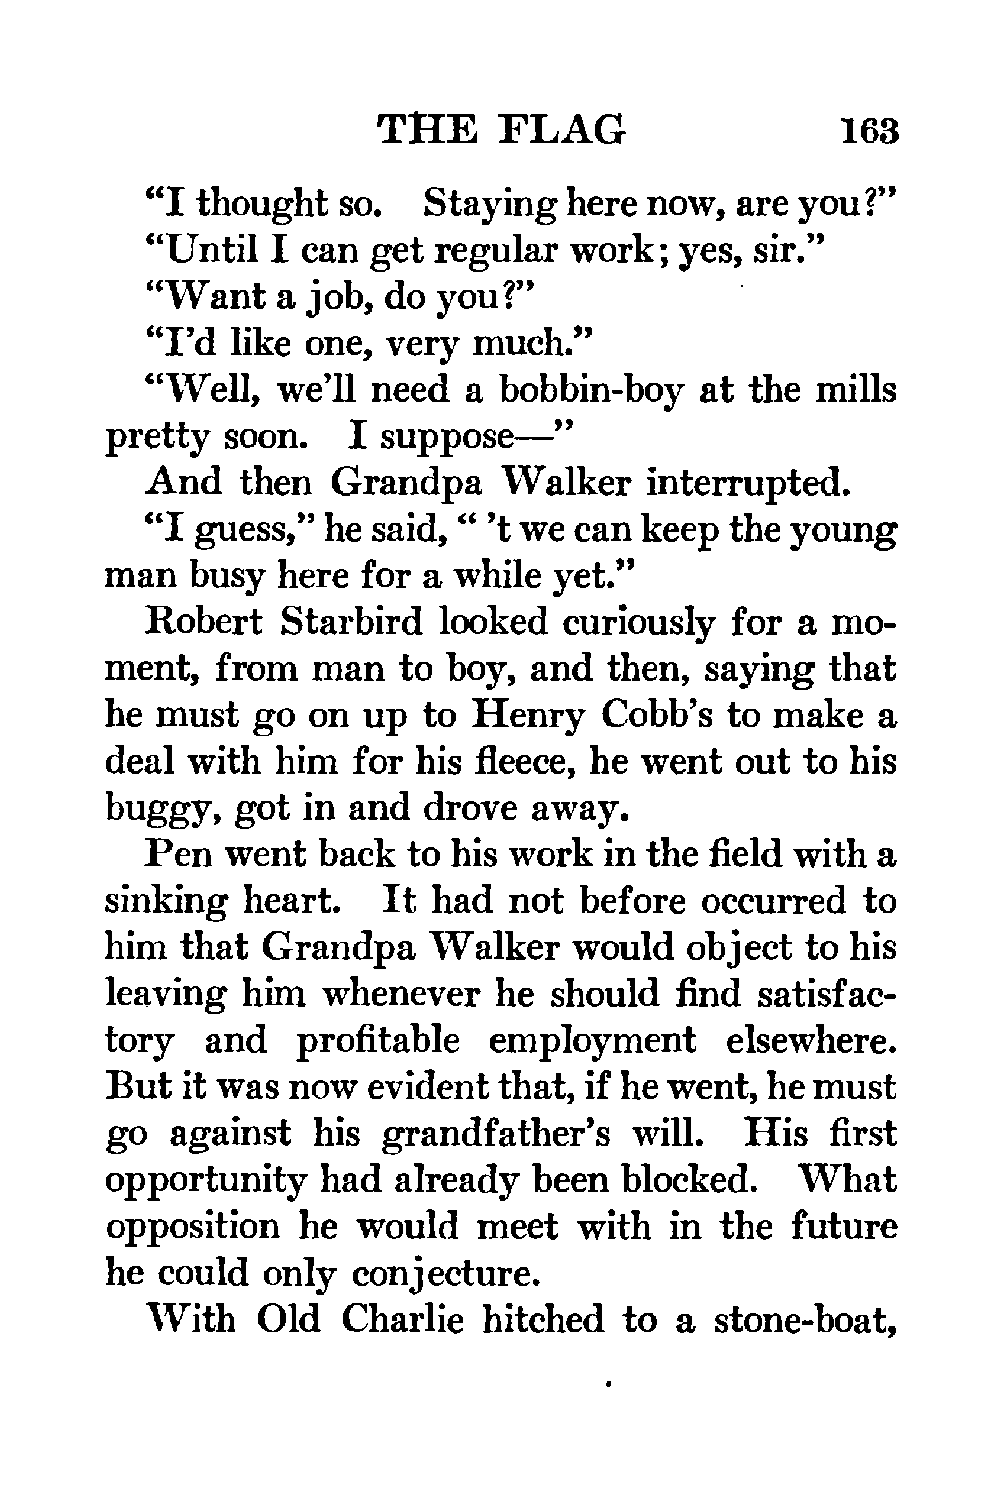 THE FLAG 163
“I thought so. Staying here now, are you?”
“Until I can get regular work; yes, sir.”
“Want a job, do you?”
“I’d like one, very much.”
“Well, we’ll need a bobbin-boy at the mills
pretty soon. I suppose—”
And then Grandpa Walker interrupted.
“I guess,” he said, “ ’t we can keep the young
man busy here for a while yet.”
Robert Starbird looked curiously for a mo-
ment, from man to boy, and then, saying that
he must go on up to Henry Cobb’s to make a
deal with him for his fleece, he went out to his
buggy, got in and drove away.
Pen went back to his work in the field with a
sinking heart. It had not before occurred to
him that Grandpa Walker would object to his
leaving him whenever he should find satisfac-
tory and profitable employment elsewhere.
But it was now evident that, if he went, he must
go against his grandfather’s will. His first
opportunity had already been blocked. What
opposition he would meet with in the future
he could only conjecture.
With Old Charlie hitched to a stone-boat,